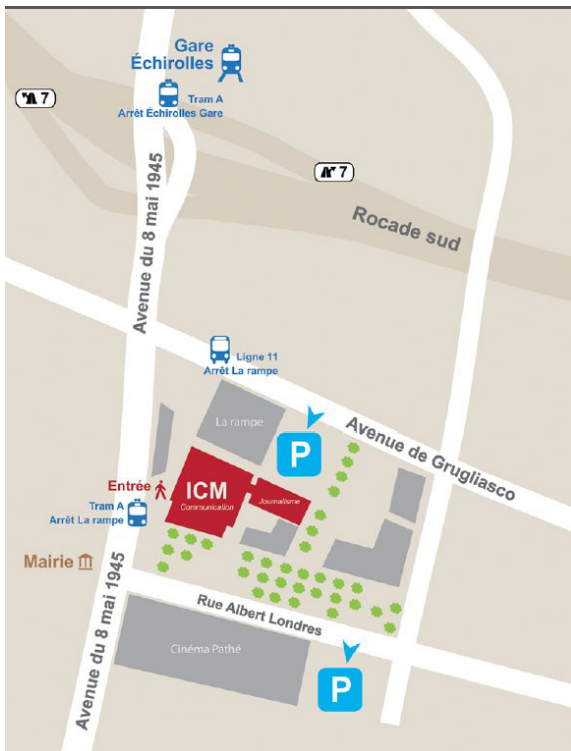 Gare
Échirolles
Tram A
Arrêt Échirolles Gare
7
7
Rocade sud
Avenue du 8 mai 1945
Ligne 11
Arrêt La rampe
La rampe
P
Avenue de Grugliasco
Entrée
ICM
Communication
Journalisme
Tram A
Arrêt La rampe
Mairie
Avenue du 8 mai 1945
Rue Albert Londres
Cinéma Pathé
P